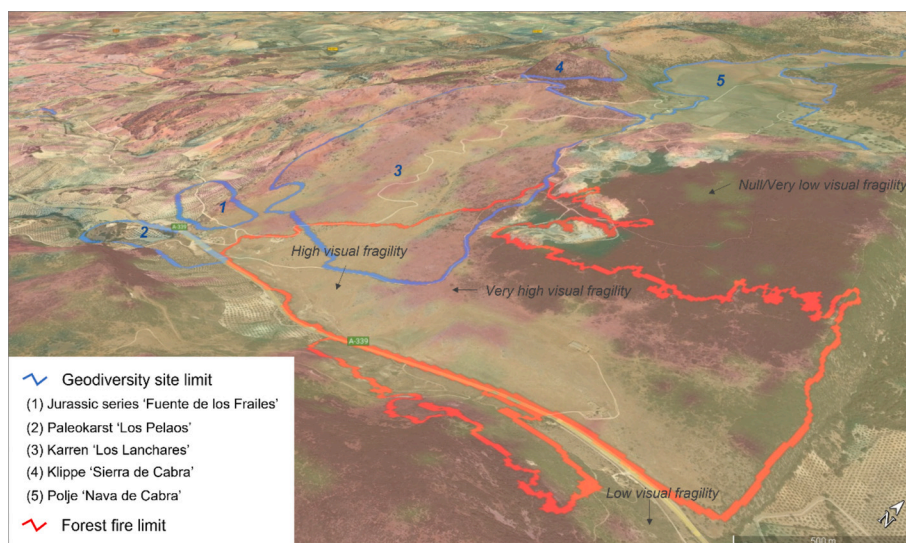 4
5
3
Null/Very low visual fragility
1
A-339
2
High visual fragility
Very high visual fragility
A-339
Geodiversity site limit
(1) Jurassic series ‘Fuente de los Frailes’
(2) Paleokarst ‘Los Pelaos’
(3) Karren ‘Los Lanchares’
(4) Klippe ‘Sierra de Cabra’
(5) Polje ‘Nava de Cabra’
Forest fire limit
Low visual fragility
N
500 m